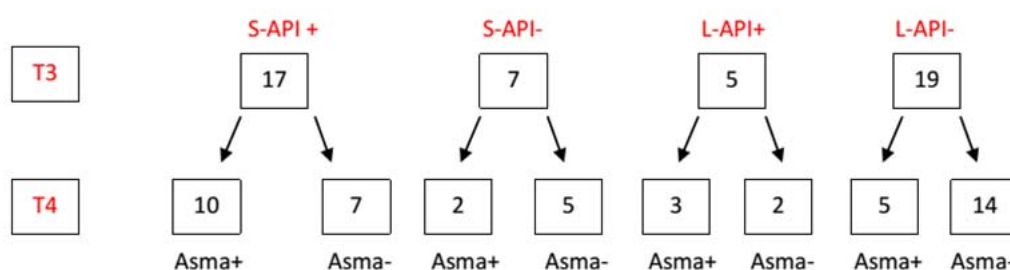 S-API + S-API- L-API+ L-API-
T3 17 7 5 19
T4 10 7 2 5 3 2 5 14
Asma+ Asma- Asma+ Asma- Asma+ Asma- Asma+ Asma-